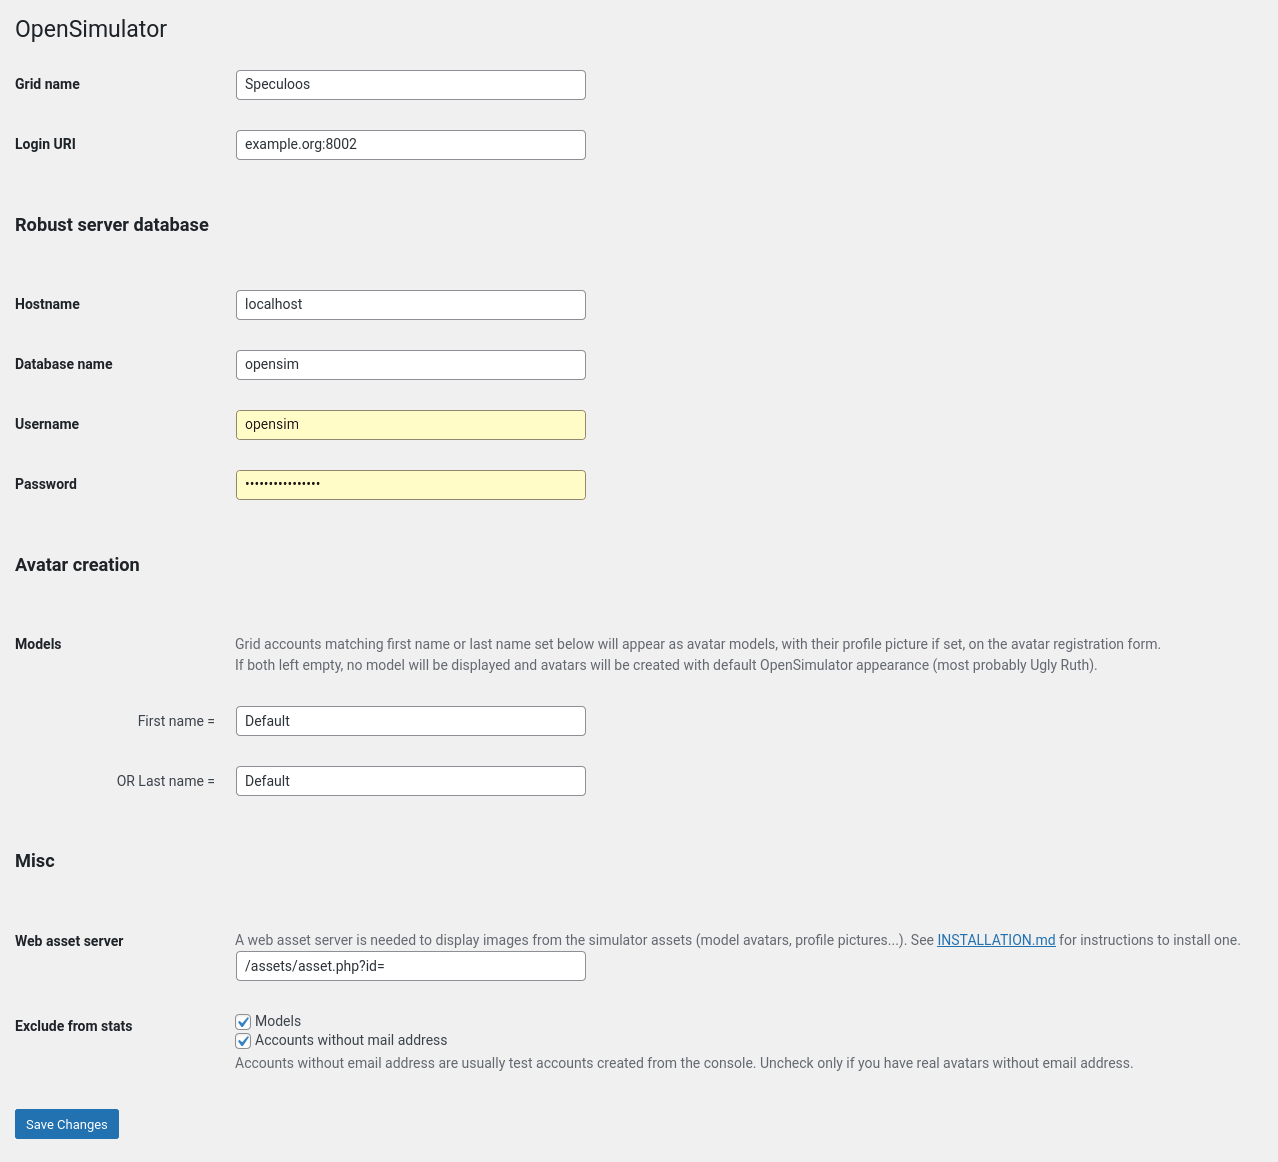 OpenSimulator
Grid name
Speculoos
Login URI
example.org:8002
Robust server database
Hostname
localhost
Database name
opensim
Username
opensim
Password
••••••••••••••••
Avatar creation
Models
Grid accounts matching first name or last name set below will appear as avatar models, with their profile picture if set, on the avatar registration form.
If both left empty, no model will be displayed and avatars will be created with default OpenSimulator appearance (most probably Ugly Ruth).
First name =
Default
OR Last name =
Default
Misc
Web asset server
A web asset server is needed to display images from the simulator assets (model avatars, profile pictures...). See INSTALLATION.md for instructions to install one.
/assets/asset.php?id=
Exclude from stats
Models
Accounts without mail address
Accounts without email address are usually test accounts created from the console. Uncheck only if you have real avatars without email address.
Save Changes